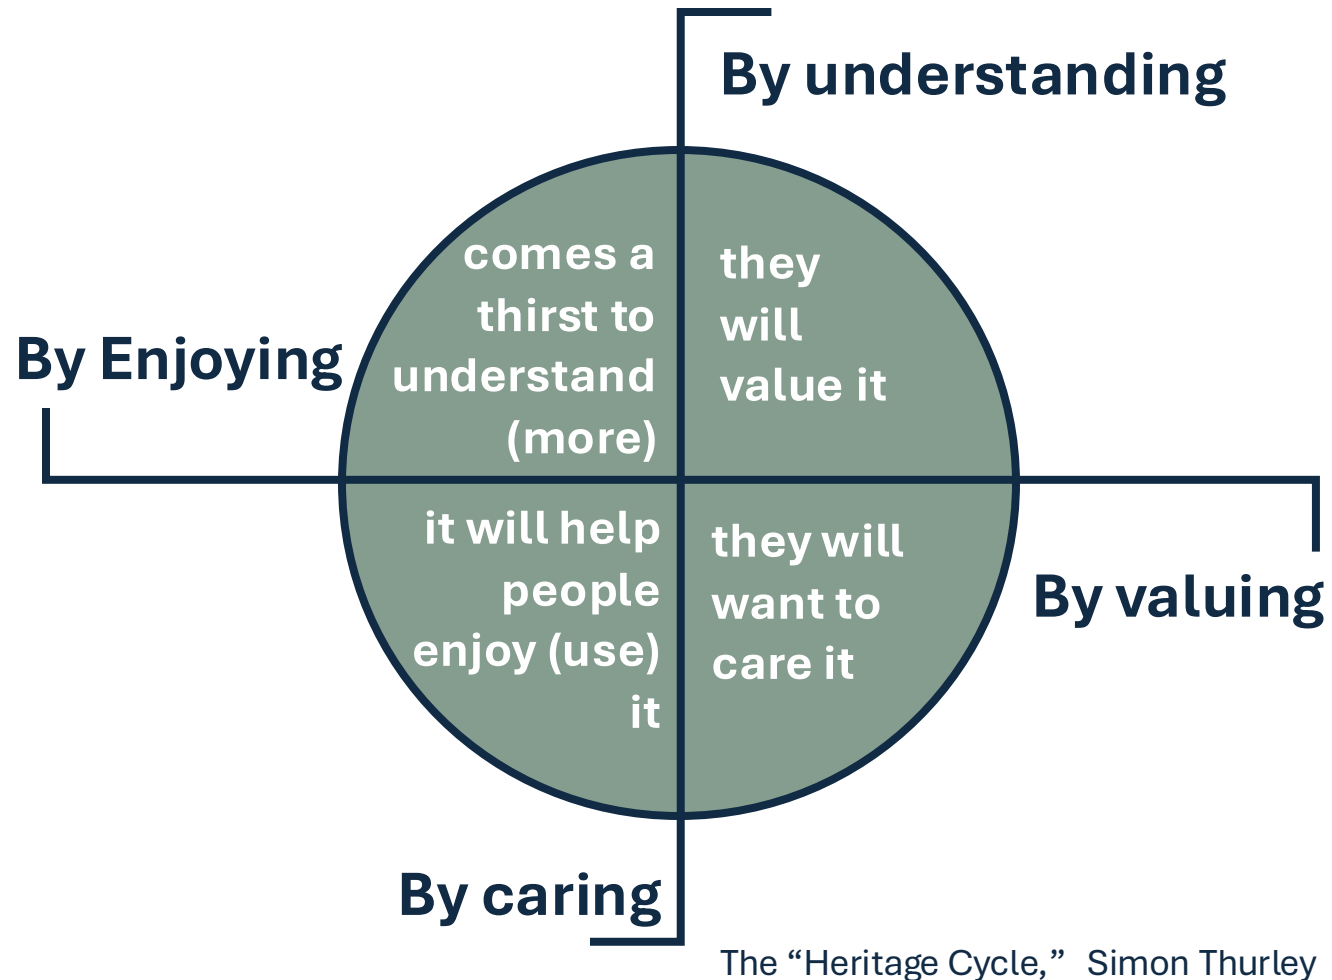 By understanding
they
will
value it
By valuing
they will
want to
care it
By caring
it will help
people
enjoy (use)
it
By Enjoying
comes a
thirst to
understand
(more)
The “Heritage Cycle,” Simon Thurley